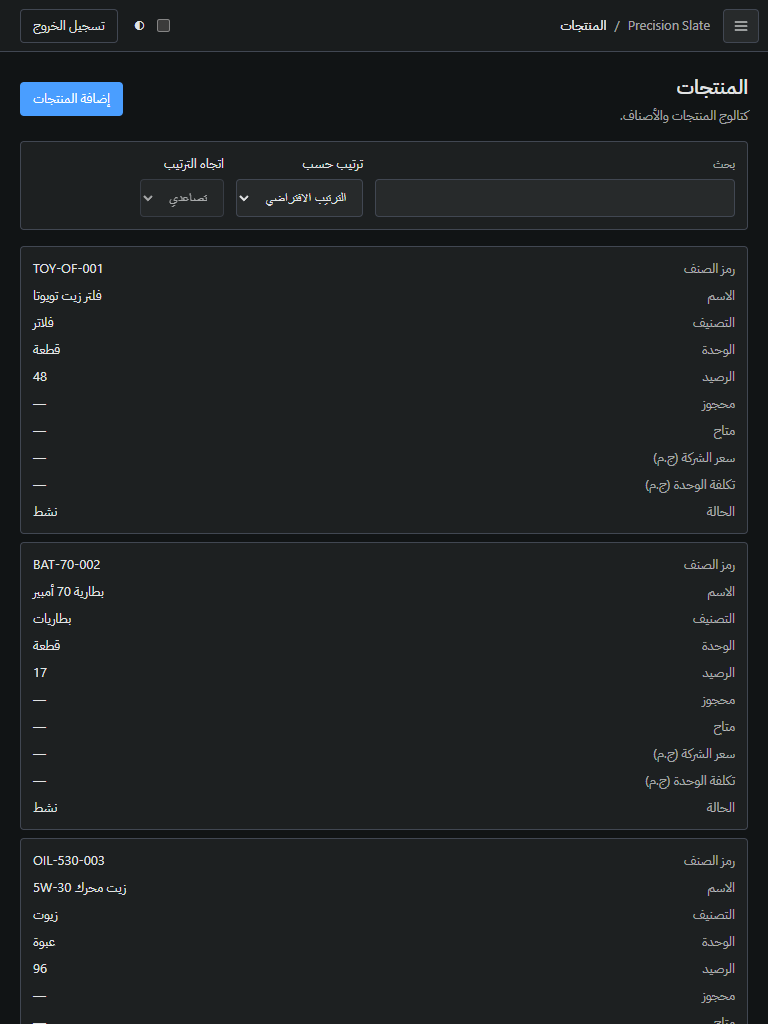 Precision Slate / المنتجات
تسجيل الخروج
المنتجات
كتالوج المنتجات والأصناف.
إضافة المنتجات
بحث
ترتيب حسب
الترتيب الافتراضي
اتجاه الترتيب
تصاعدي
رمز الصنف TOY-OF-001
الاسم فلتر زيت تويوتا
التصنيف فلاتر
الوحدة قطعة
الرصيد 48
محجوز —
متاح —
سعر الشركة (ج.م) —
تكلفة الوحدة (ج.م) —
الحالة نشط
رمز الصنف BAT-70-002
الاسم بطارية 70 أمبير
التصنيف بطاريات
الوحدة قطعة
الرصيد 17
محجوز —
متاح —
سعر الشركة (ج.م) —
تكلفة الوحدة (ج.م) —
الحالة نشط
رمز الصنف OIL-530-003
الاسم زيت محرك 5W-30
التصنيف زيوت
الوحدة عبوة
الرصيد 96
محجوز —
متاح —